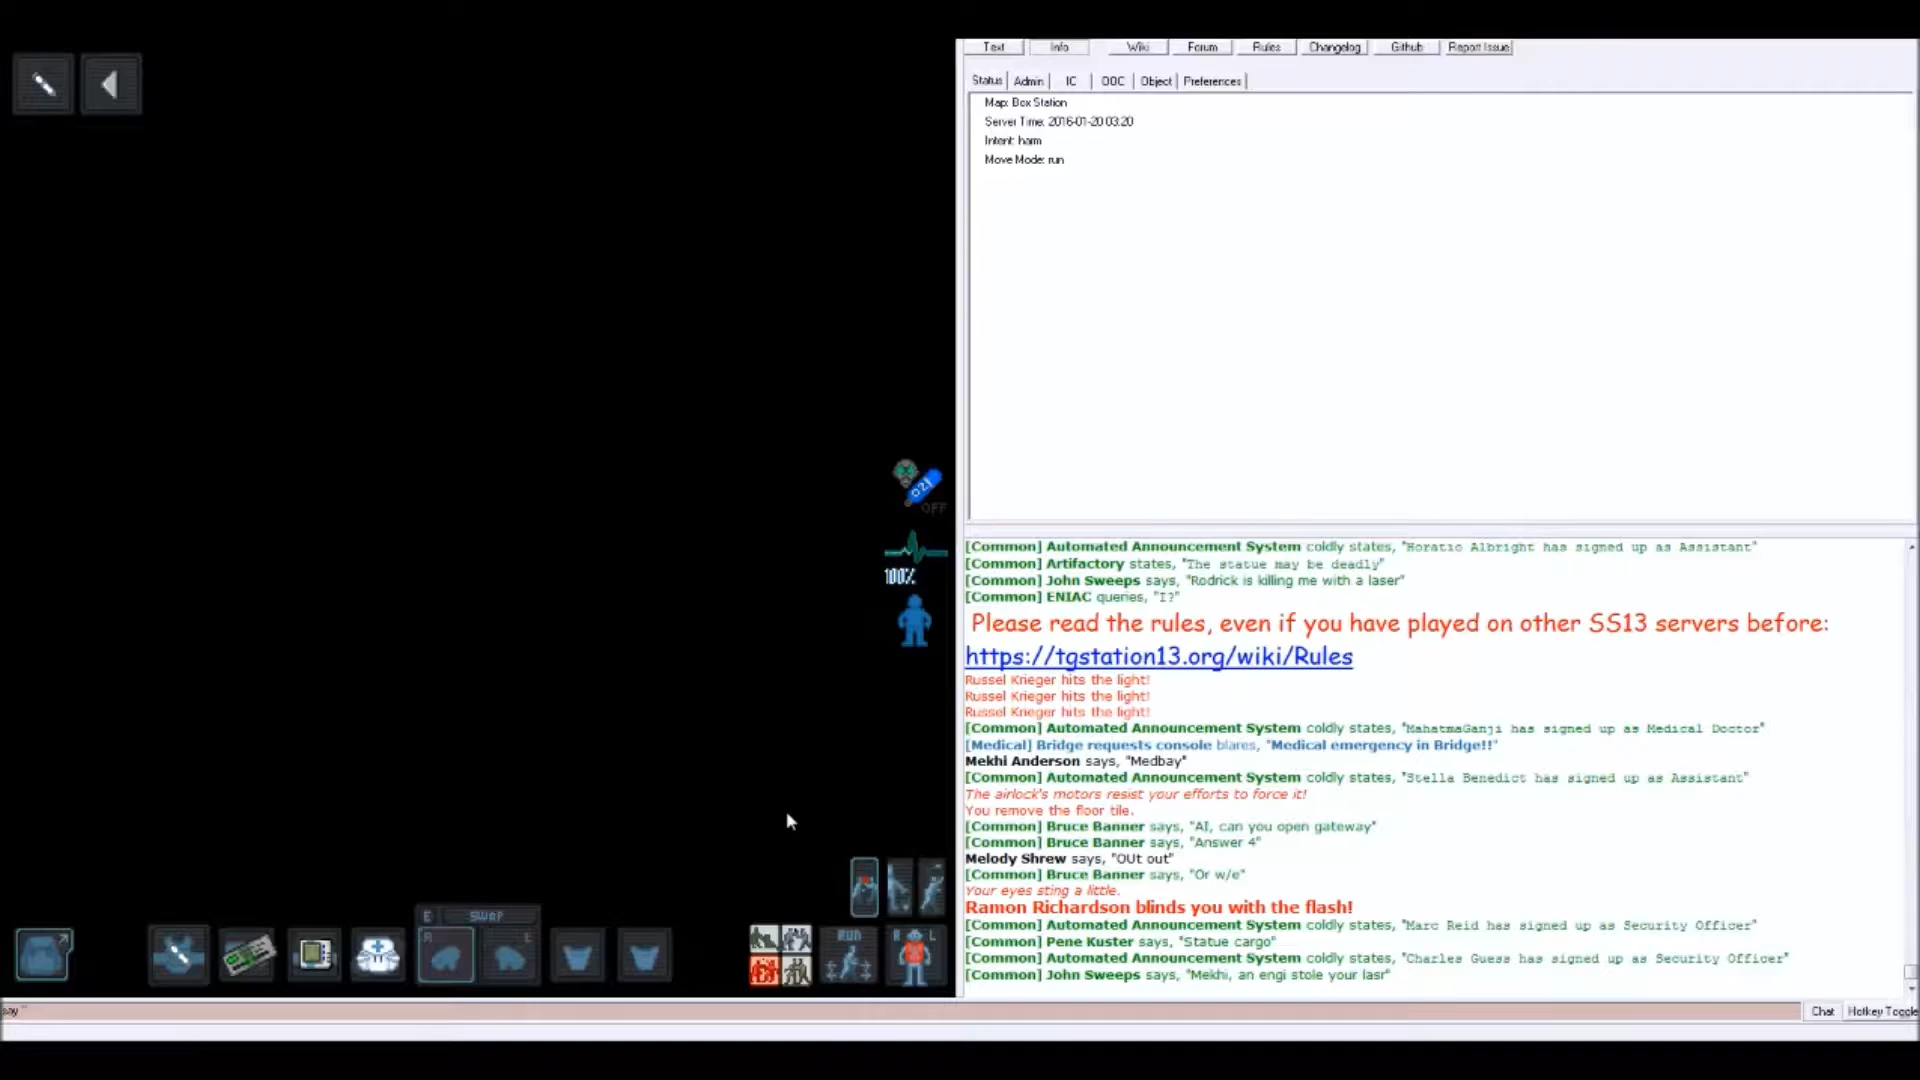 Text Info Wiki Forum Rules Changelog Github Report Issue
Status Admin IC OOC Object Preferences
Map: Box Station
Server Time: 2016-01-20 03:20
Intent: harm
Move Mode: run
O2
OFF
100%
[Common] Automated Announcement System coldly states, "Horatio Albright has signed up as Assistant"
[Common] Artifactory states, "The statue may be deadly"
[Common] John Sweeps says, "Rodrick is killing me with a laser"
[Common] ENIAC queries, "I?"
Please read the rules, even if you have played on other SS13 servers before:
https://tgstation13.org/wiki/Rules
Russel Krieger hits the light!
Russel Krieger hits the light!
Russel Krieger hits the light!
[Common] Automated Announcement System coldly states, "MahatmaGanji has signed up as Medical Doctor"
[Medical] Bridge requests console blares, "Medical emergency in Bridge!!"
Mekhi Anderson says, "Medbay"
[Common] Automated Announcement System coldly states, "Stella Benedict has signed up as Assistant"
The airlock's motors resist your efforts to force it!
You remove the floor tile.
[Common] Bruce Banner says, "AI, can you open gateway"
[Common] Bruce Banner says, "Answer 4"
Melody Shrew says, "OUt out"
[Common] Bruce Banner says, "Or w/e"
Your eyes sting a little.
Ramon Richardson blinds you with the flash!
[Common] Automated Announcement System coldly states, "Marc Reid has signed up as Security Officer"
[Common] Pene Kuster says, "Statue cargo"
[Common] Automated Announcement System coldly states, "Charles Guess has signed up as Security Officer"
[Common] John Sweeps says, "Mekhi, an engi stole your lasr"
E SWAP
R
RUN
R L
say "
Chat Hotkey Toggle